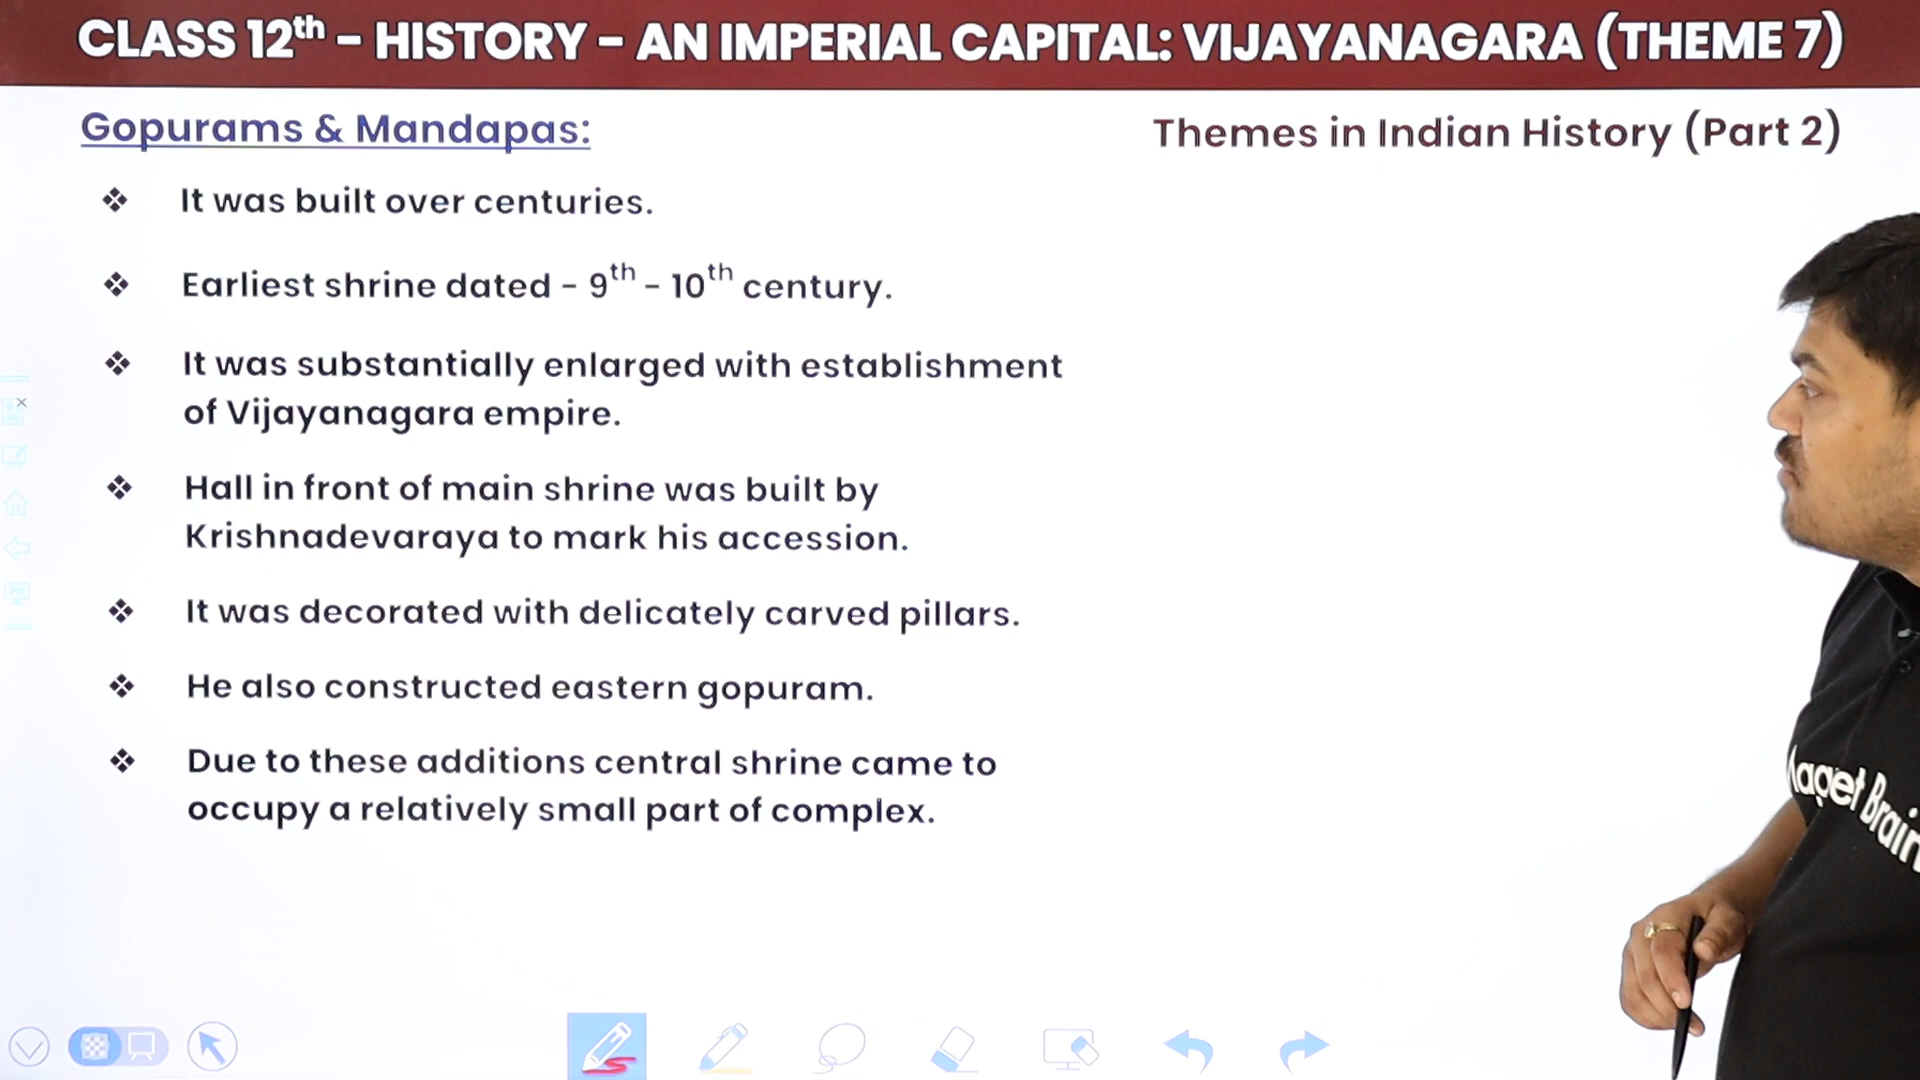 CLASS 12th - HISTORY - AN IMPERIAL CAPITAL: VIJAYANAGARA (THEME 7)
Gopurams & Mandapas:
Themes in Indian History (Part 2)
❖ It was built over centuries.
❖ Earliest shrine dated - 9th - 10th century.
❖ It was substantially enlarged with establishment
of Vijayanagara empire.
❖ Hall in front of main shrine was built by
Krishnadevaraya to mark his accession.
❖ It was decorated with delicately carved pillars.
❖ He also constructed eastern gopuram.
❖ Due to these additions central shrine came to
occupy a relatively small part of complex.